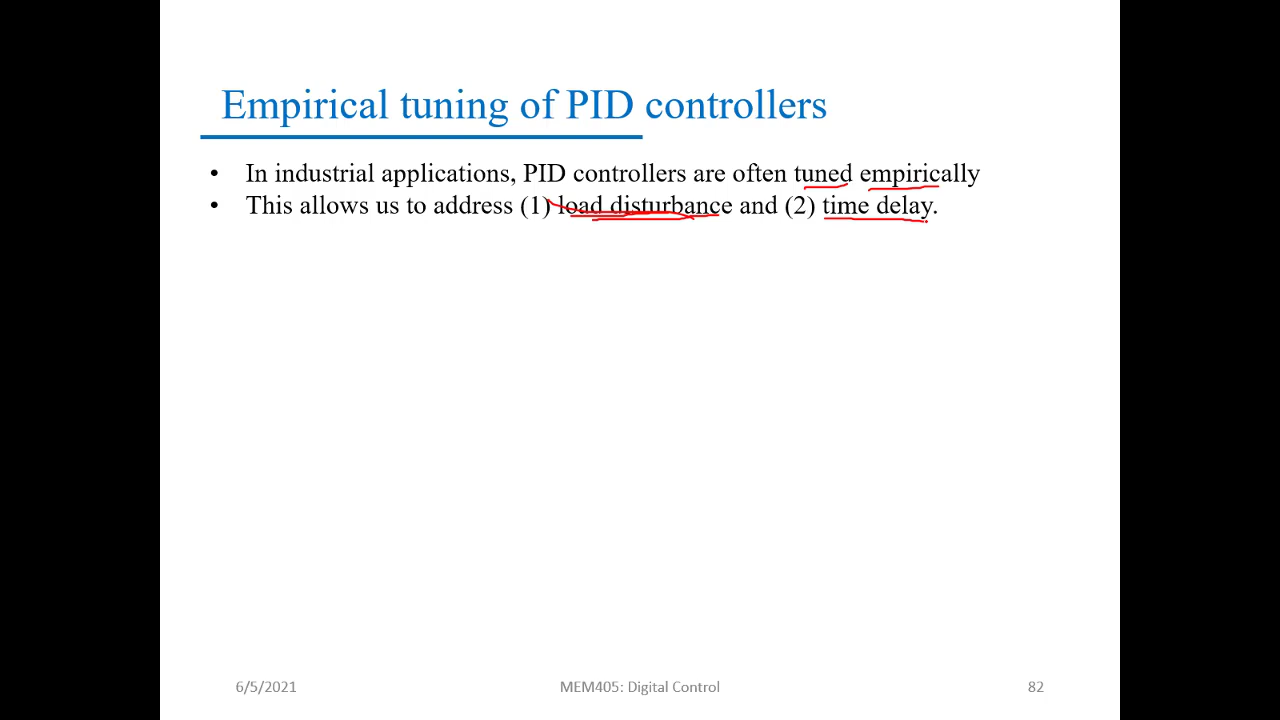 Empirical tuning of PID controllers
• In industrial applications, PID controllers are often tuned empirically
• This allows us to address (1) load disturbance and (2) time delay.
6/5/2021 MEM405: Digital Control 82